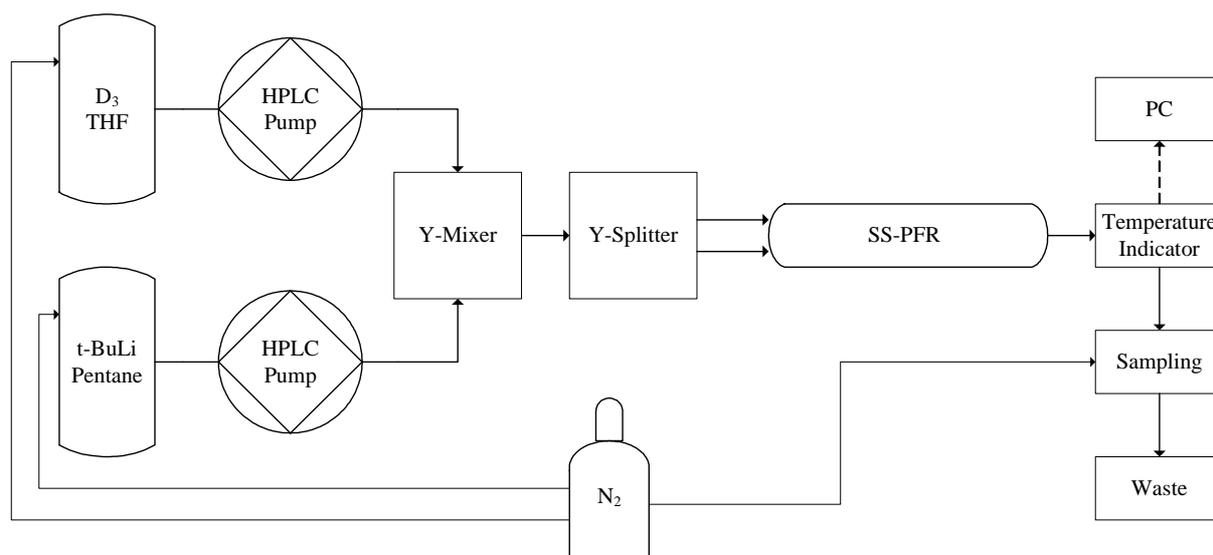 D₃
THF
HPLC
Pump
PC
Y-Mixer
Y-Splitter
SS-PFR
Temperature
Indicator
t-BuLi
Pentane
HPLC
Pump
Sampling
N₂
Waste